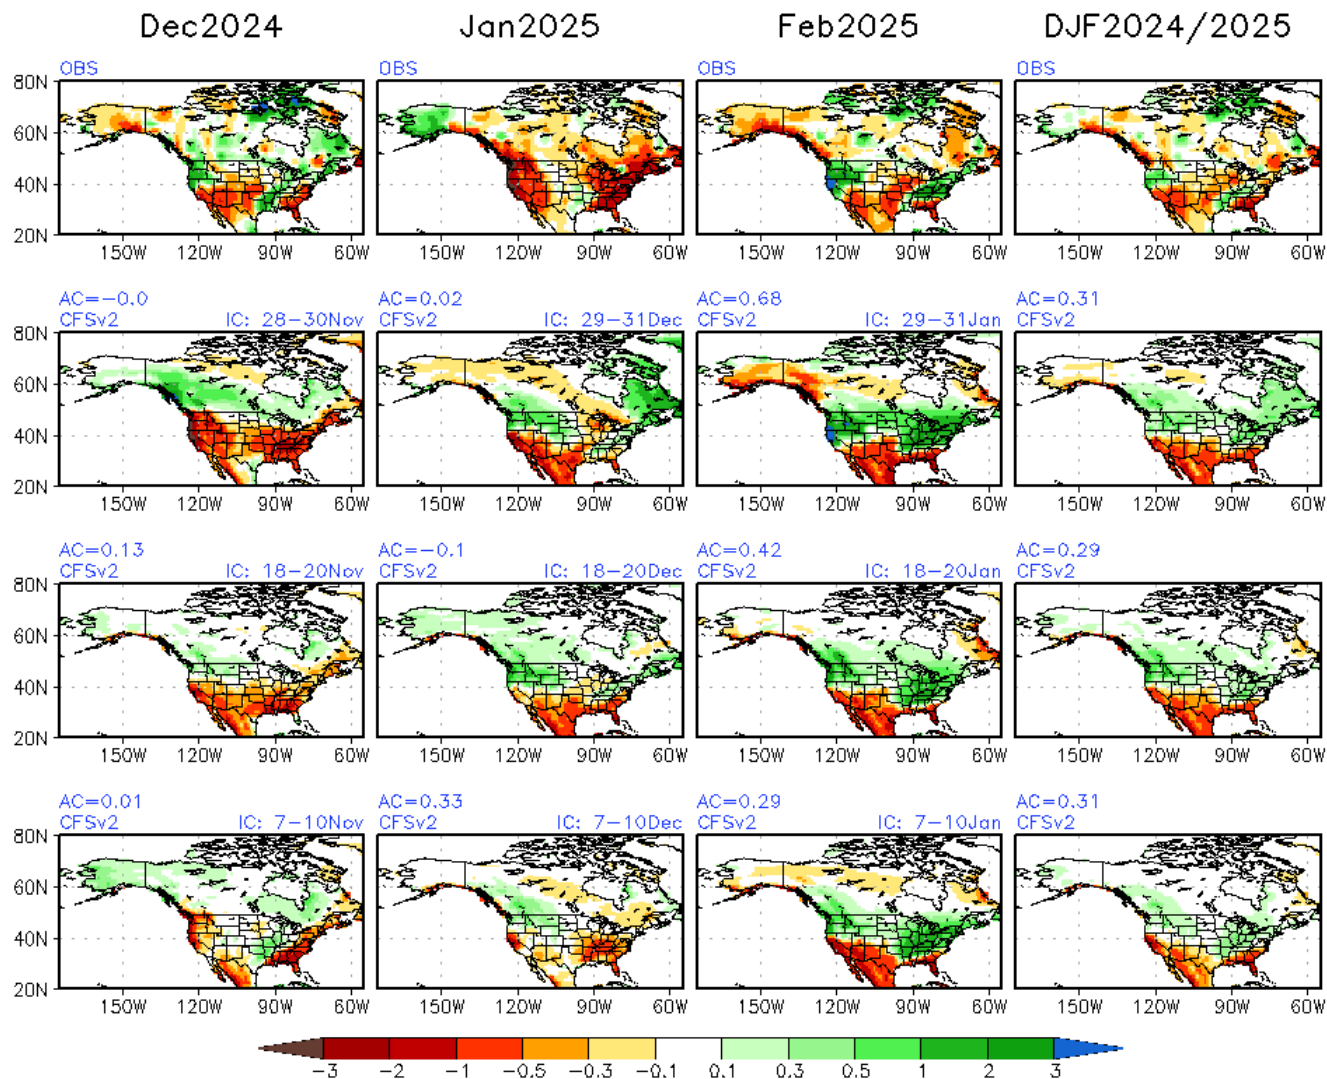 Dec2024 Jan2025 Feb2025 DJF2024/2025
OBS OBS OBS OBS
80N
60N
40N
20N
150W 120W 90W 60W 150W 120W 90W 60W 150W 120W 90W 60W 150W 120W 90W 60W
AC=-0.0 AC=0.02 AC=0.68 AC=0.31
CFSv2 IC: 28-30Nov CFSv2 IC: 29-31Dec CFSv2 IC: 29-31Jan CFSv2
80N
60N
40N
20N
150W 120W 90W 60W 150W 120W 90W 60W 150W 120W 90W 60W 150W 120W 90W 60W
AC=0.13 AC=-0.1 AC=0.42 AC=0.29
CFSv2 IC: 18-20Nov CFSv2 IC: 18-20Dec CFSv2 IC: 18-20Jan CFSv2
80N
60N
40N
20N
150W 120W 90W 60W 150W 120W 90W 60W 150W 120W 90W 60W 150W 120W 90W 60W
AC=0.01 AC=0.33 AC=0.29 AC=0.31
CFSv2 IC: 7-10Nov CFSv2 IC: 7-10Dec CFSv2 IC: 7-10Jan CFSv2
80N
60N
40N
20N
150W 120W 90W 60W 150W 120W 90W 60W 150W 120W 90W 60W 150W 120W 90W 60W
-3 -2 -1 -0.5 -0.3 -0.1 0.1 0.3 0.5 1 2 3